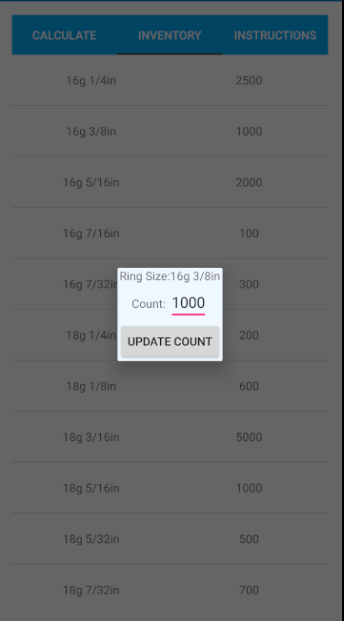 CALCULATE INVENTORY INSTRUCTIONS
16g 1/4in 2500
16g 3/8in 1000
16g 5/16in 2000
16g 7/16in 100
Ring Size:16g 3/8in
16g 7/32in 300
Count: 1000
18g 1/4in 200
UPDATE COUNT
18g 1/8in 600
18g 3/16in 5000
18g 5/16in 1000
18g 5/32in 500
18g 7/32in 700